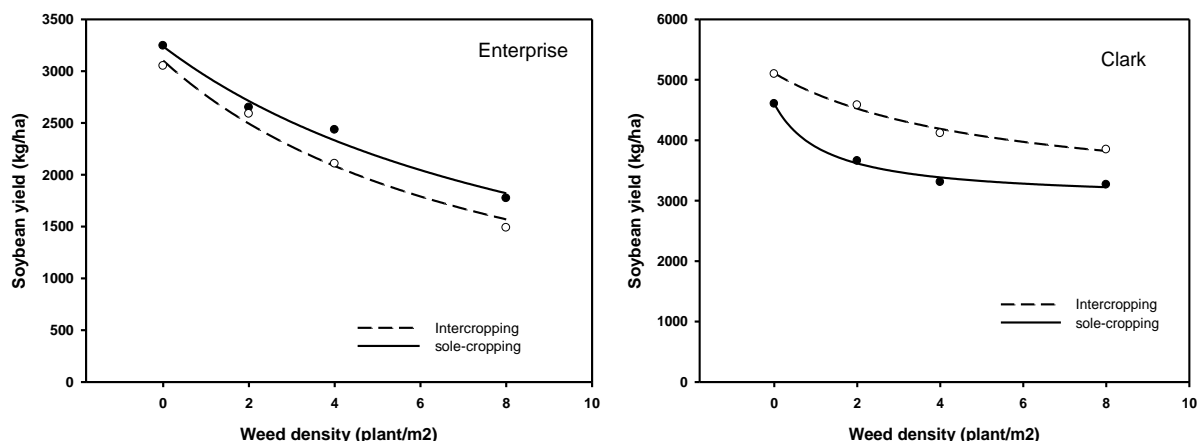 Enterprise
Soybean yield (kg/ha)
3500
3000
2500
2000
1500
1000
500
0
Intercropping
sole-cropping
0 2 4 6 8 10
Weed density (plant/m2)
Clark
Soybean yield (kg/ha)
6000
5000
4000
3000
2000
1000
0
Intercropping
sole-cropping
0 2 4 6 8 10
Weed density (plant/m2)